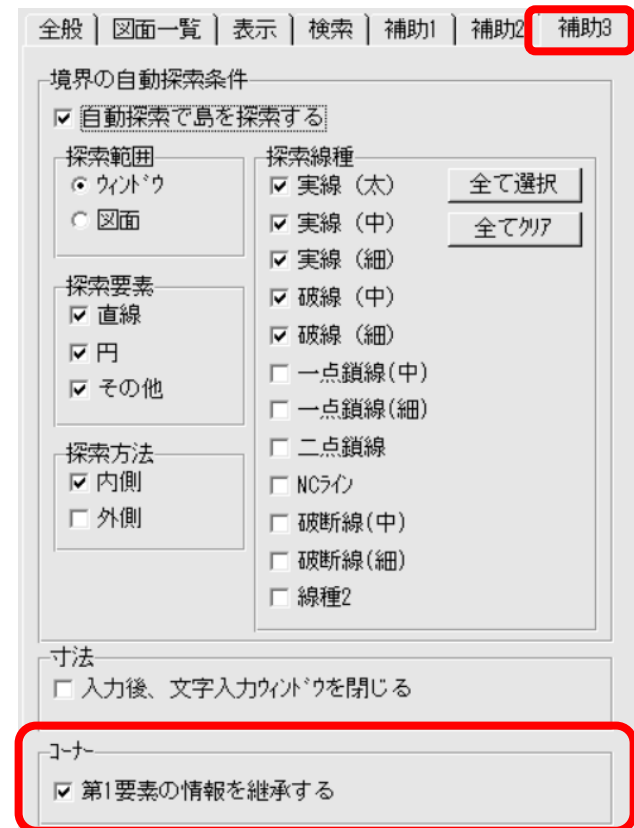 全般 図面一覧 表示 検索 補助1 補助2 補助3
境界の自動探索条件
自動探索で島を探索する
探索範囲
ｳｨﾝﾄﾞｳ
図面
探索要素
直線
円
その他
探索方法
内側
外側
探索線種
実線（太）
実線（中）
実線（細）
破線（中）
破線（細）
一点鎖線(中)
一点鎖線(細)
二点鎖線
NCﾗｲﾝ
破断線(中)
破断線(細)
線種2
全て選択
全てｸﾘｱ
寸法
入力後、文字入力ｳｨﾝﾄﾞｳを閉じる
ｺｰﾅｰ
第1要素の情報を継承する